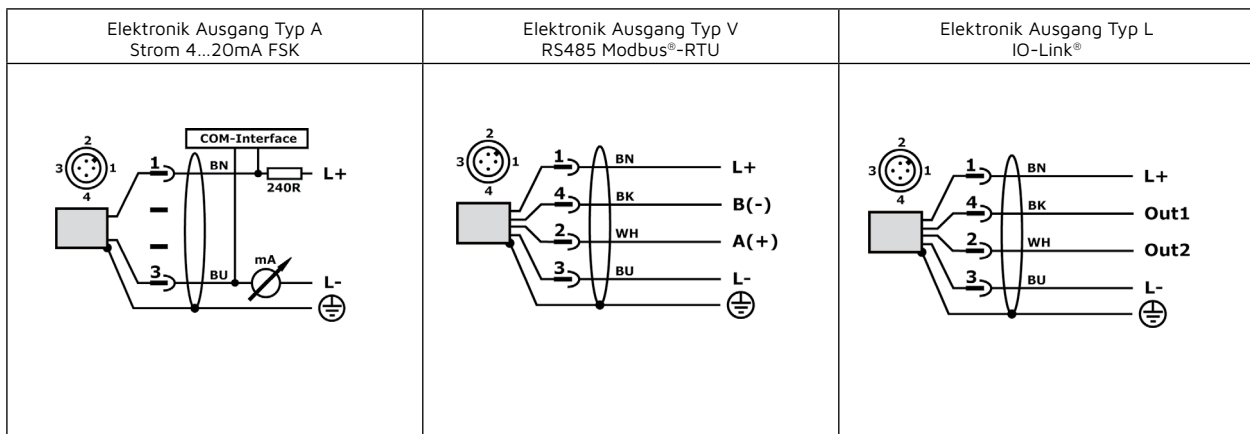 Elektronik Ausgang Typ A
Strom 4...20mA FSK
Elektronik Ausgang Typ V
RS485 Modbus®-RTU
Elektronik Ausgang Typ L
IO-Link®
COM-Interface
2
3
1
4
1
BN
240R
L+
3
BU
mA
L-
2
3
1
4
1
BN
L+
4
BK
B(-)
2
WH
A(+)
3
BU
L-
2
3
1
4
1
BN
L+
4
BK
Out1
2
WH
Out2
3
BU
L-